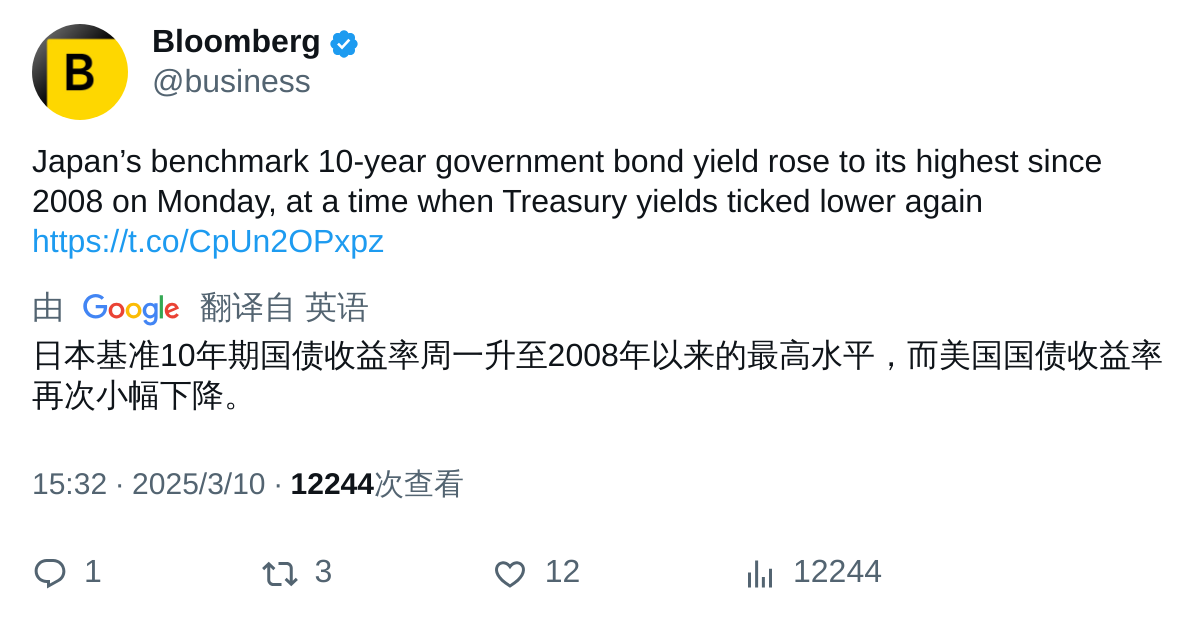 B
Bloomberg
@business
Japan’s benchmark 10-year government bond yield rose to its highest since
2008 on Monday, at a time when Treasury yields ticked lower again
https://t.co/CpUn2OPxpz
由 Google 翻译自 英语
日本基准10年期国债收益率周一升至2008年以来的最高水平，而美国国债收益率
再次小幅下降。
15:32 · 2025/3/10 · 12244次查看
1 3 12 12244